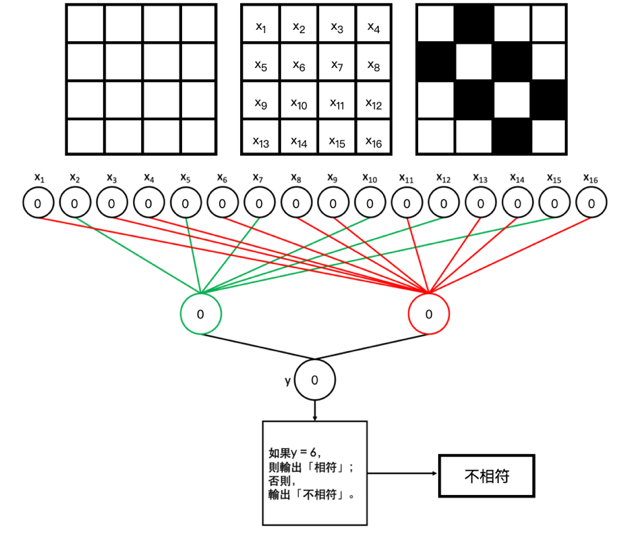 x1 x2 x3 x4
x5 x6 x7 x8
x9 x10 x11 x12
x13 x14 x15 x16
x1 x2 x3 x4 x5 x6 x7 x8 x9 x10 x11 x12 x13 x14 x15 x16
0 0 0 0 0 0 0 0 0 0 0 0 0 0 0 0
0 0
y 0
如果y = 6，
則輸出「相符」；
否則，
輸出「不相符」。
不相符